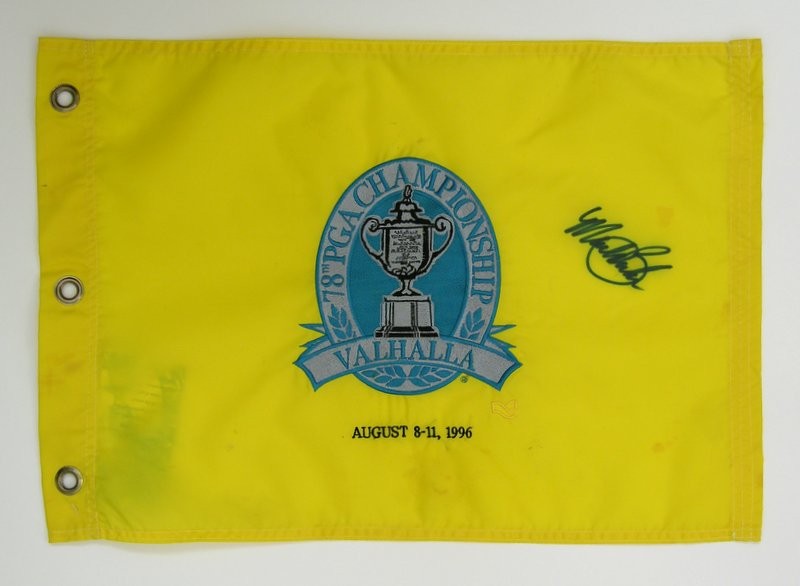 78TH PGA CHAMPIONSHIP
VALHALLA
AUGUST 8-11, 1996